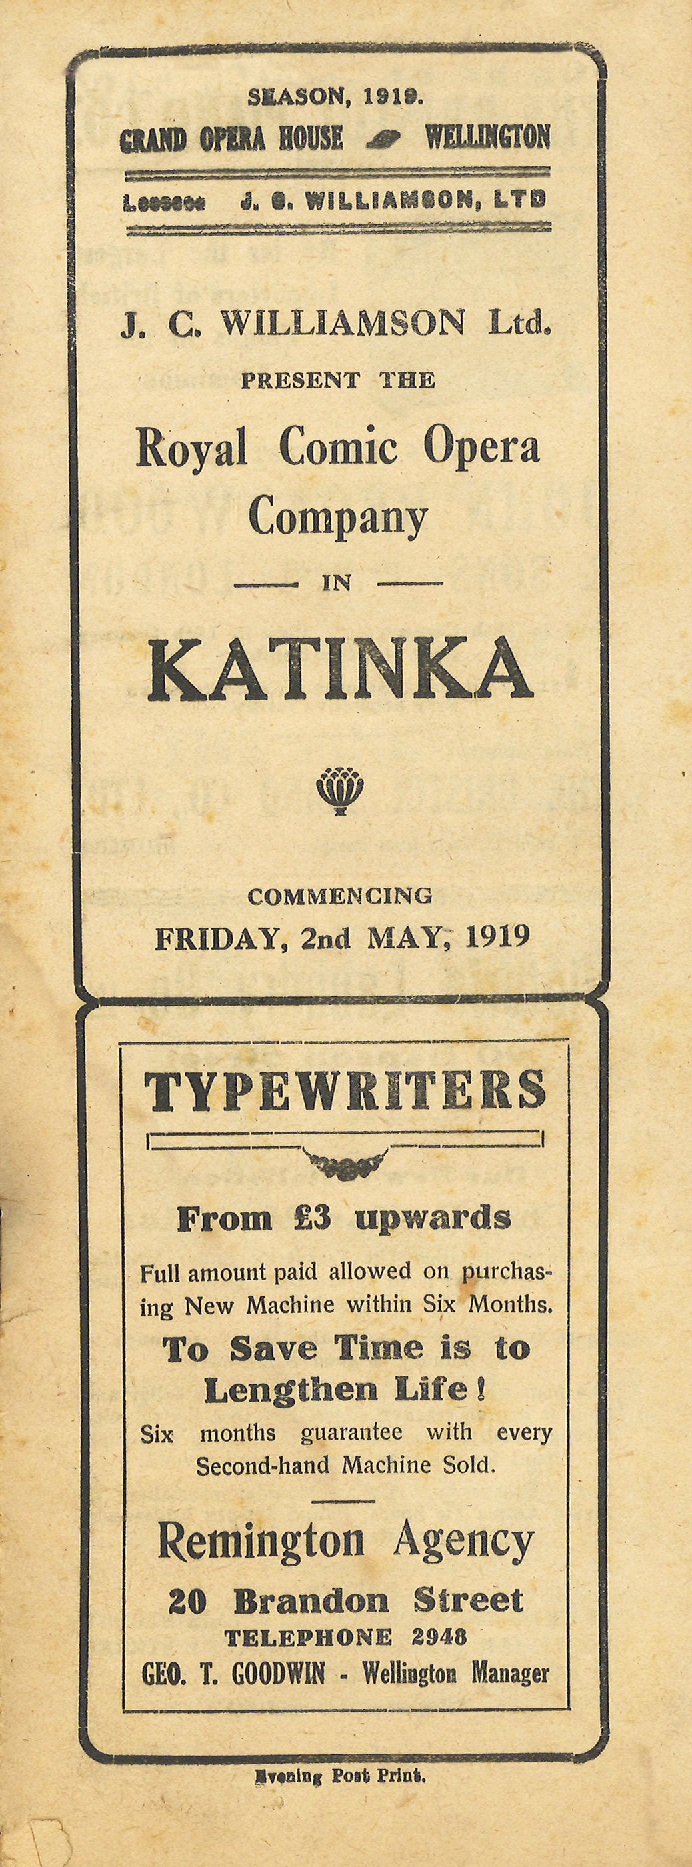 SEASON, 1919.
GRAND OPERA HOUSE WELLINGTON
Lessees J. C. WILLIAMSON, LTD
J. C. WILLIAMSON Ltd.
PRESENT THE
Royal Comic Opera
Company
IN
KATINKA
COMMENCING
FRIDAY, 2nd MAY, 1919
TYPEWRITERS
From £3 upwards
Full amount paid allowed on purchas-
ing New Machine within Six Months.
To Save Time is to
Lengthen Life!
Six months guarantee with every
Second-hand Machine Sold.
Remington Agency
20 Brandon Street
TELEPHONE 2948
GEO. T. GOODWIN - Wellington Manager
Evening Post Print.